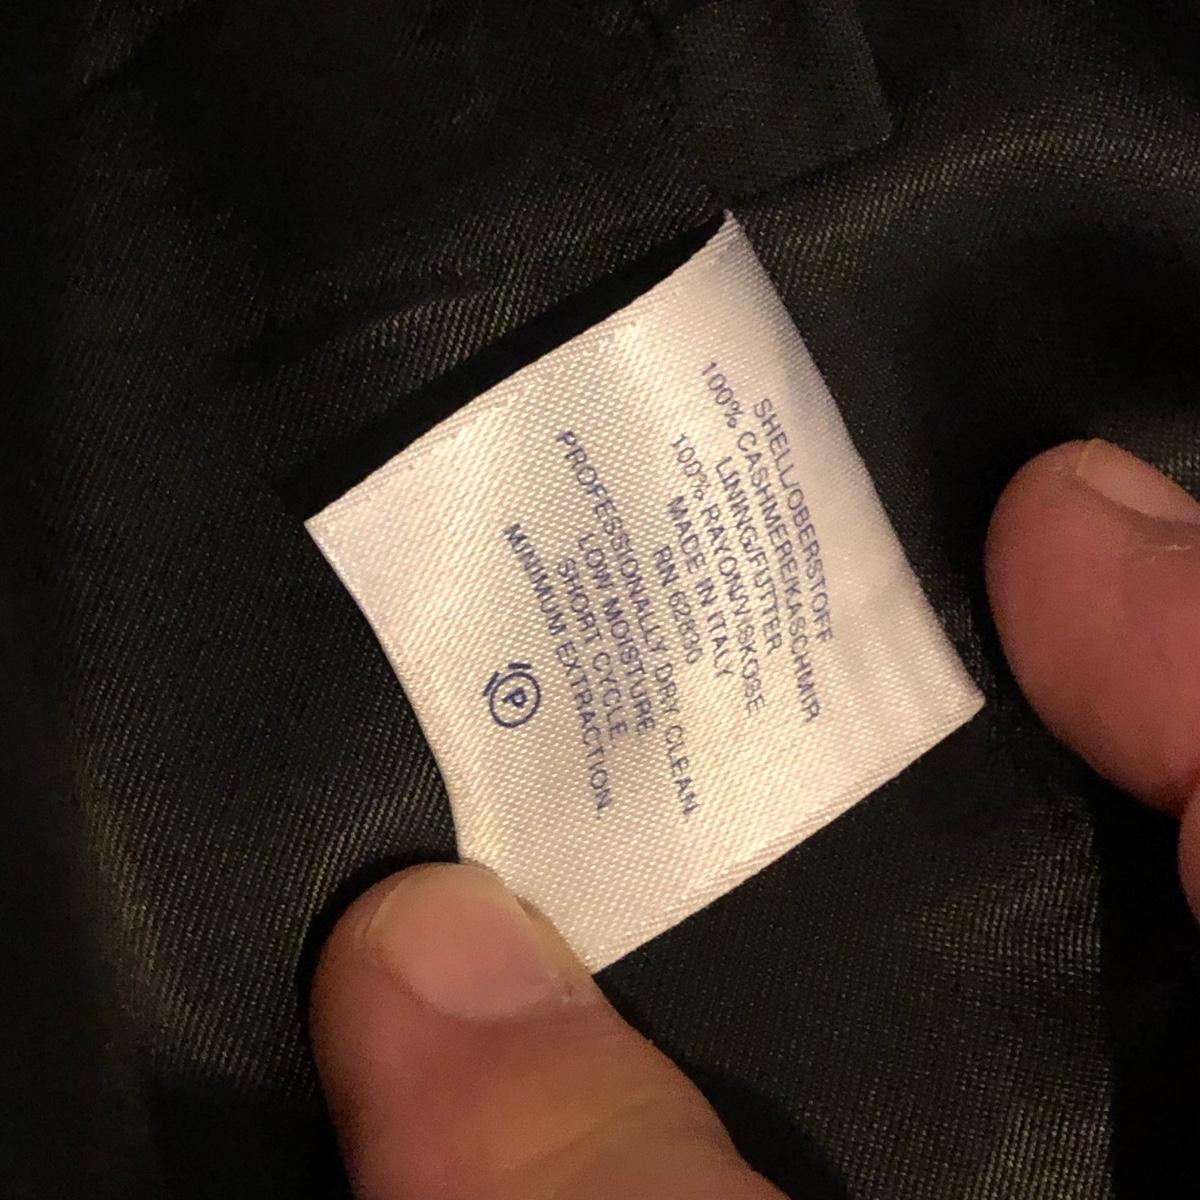 SHELL/OBERSTOFF
100% CASHMERE/KASCHMIR
LINING/FUTTER
100% RAYON/VISKOSE
MADE IN ITALY
RN 62830
PROFESSIONALLY DRY CLEAN
LOW MOISTURE
SHORT CYCLE
MINIMUM EXTRACTION.
P